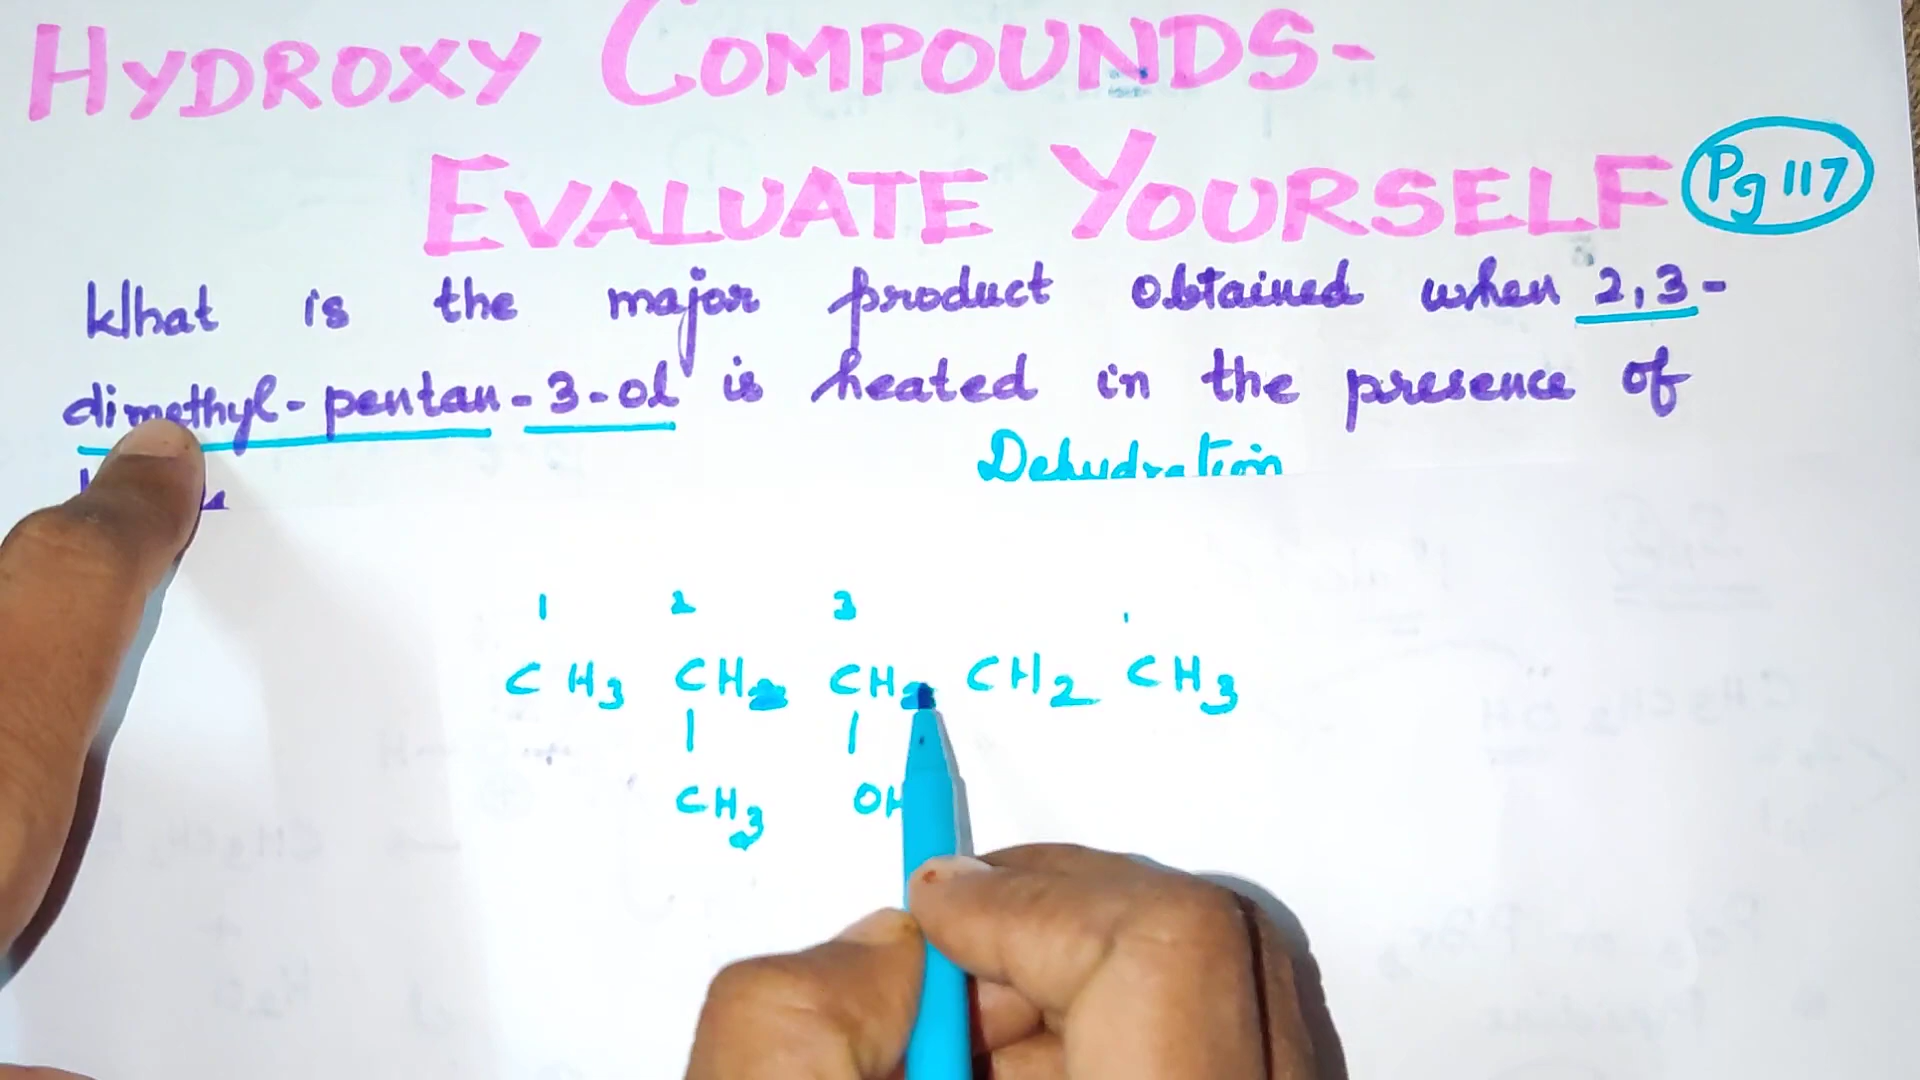 HYDROXY COMPOUNDS-
EVALUATE YOURSELF Pg 117
What is the major product obtained when 2,3-
dimethyl-pentan-3-ol is heated in the presence of
Dehydration
1 2 3
CH3 CH2 CH2 CH2 CH3
CH3 OH